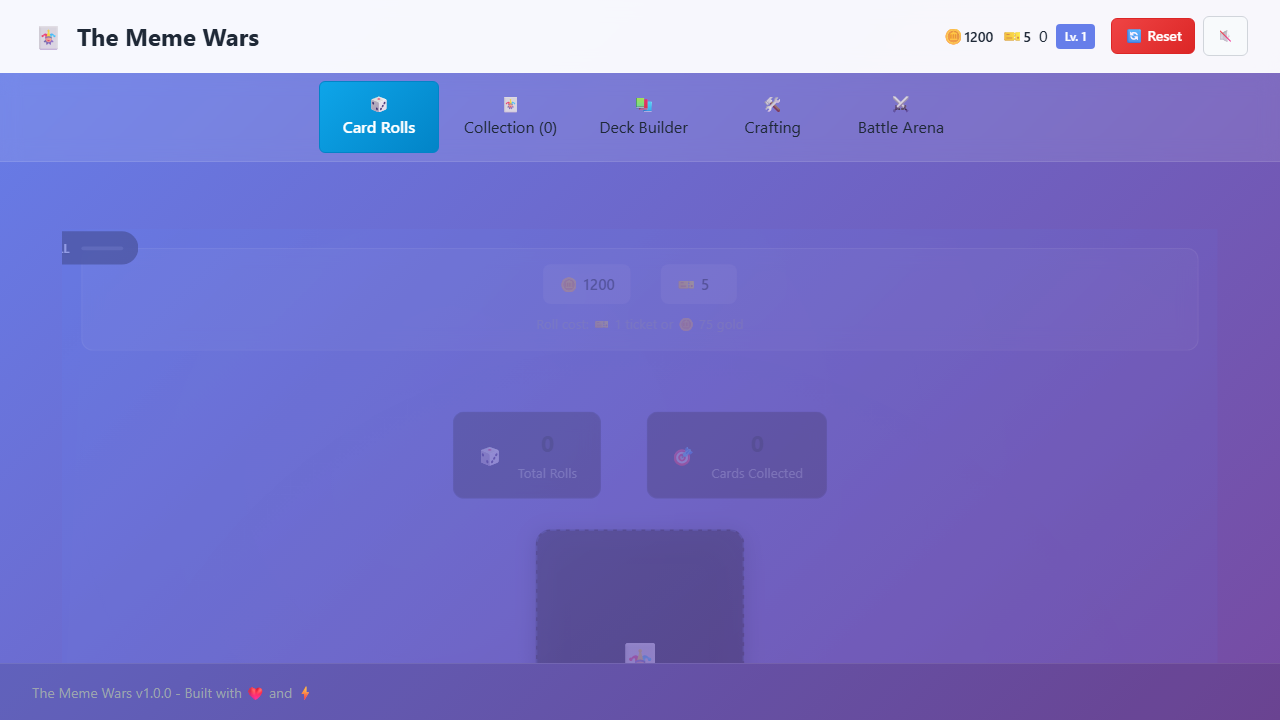 The Meme Wars
1200 5 0 Lv. 1 Reset
Card Rolls
Collection (0)
Deck Builder
Crafting
Battle Arena
1200 5
Roll cost: 1 ticket or 75 gold
0
Total Rolls
0
Cards Collected
The Meme Wars v1.0.0 - Built with and